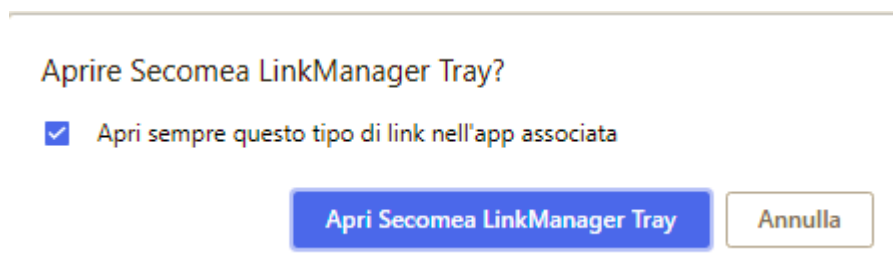 Aprire Secomea LinkManager Tray?
Apri sempre questo tipo di link nell'app associata
Apri Secomea LinkManager Tray
Annulla